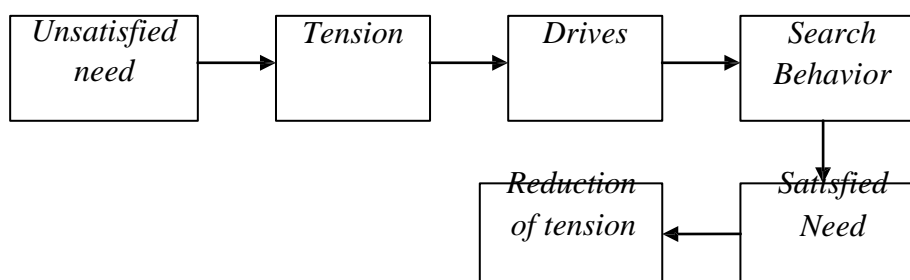 Unsatisfied
need
Tension
Drives
Search
Behavior
Satisfied
Need
Reduction
of tension